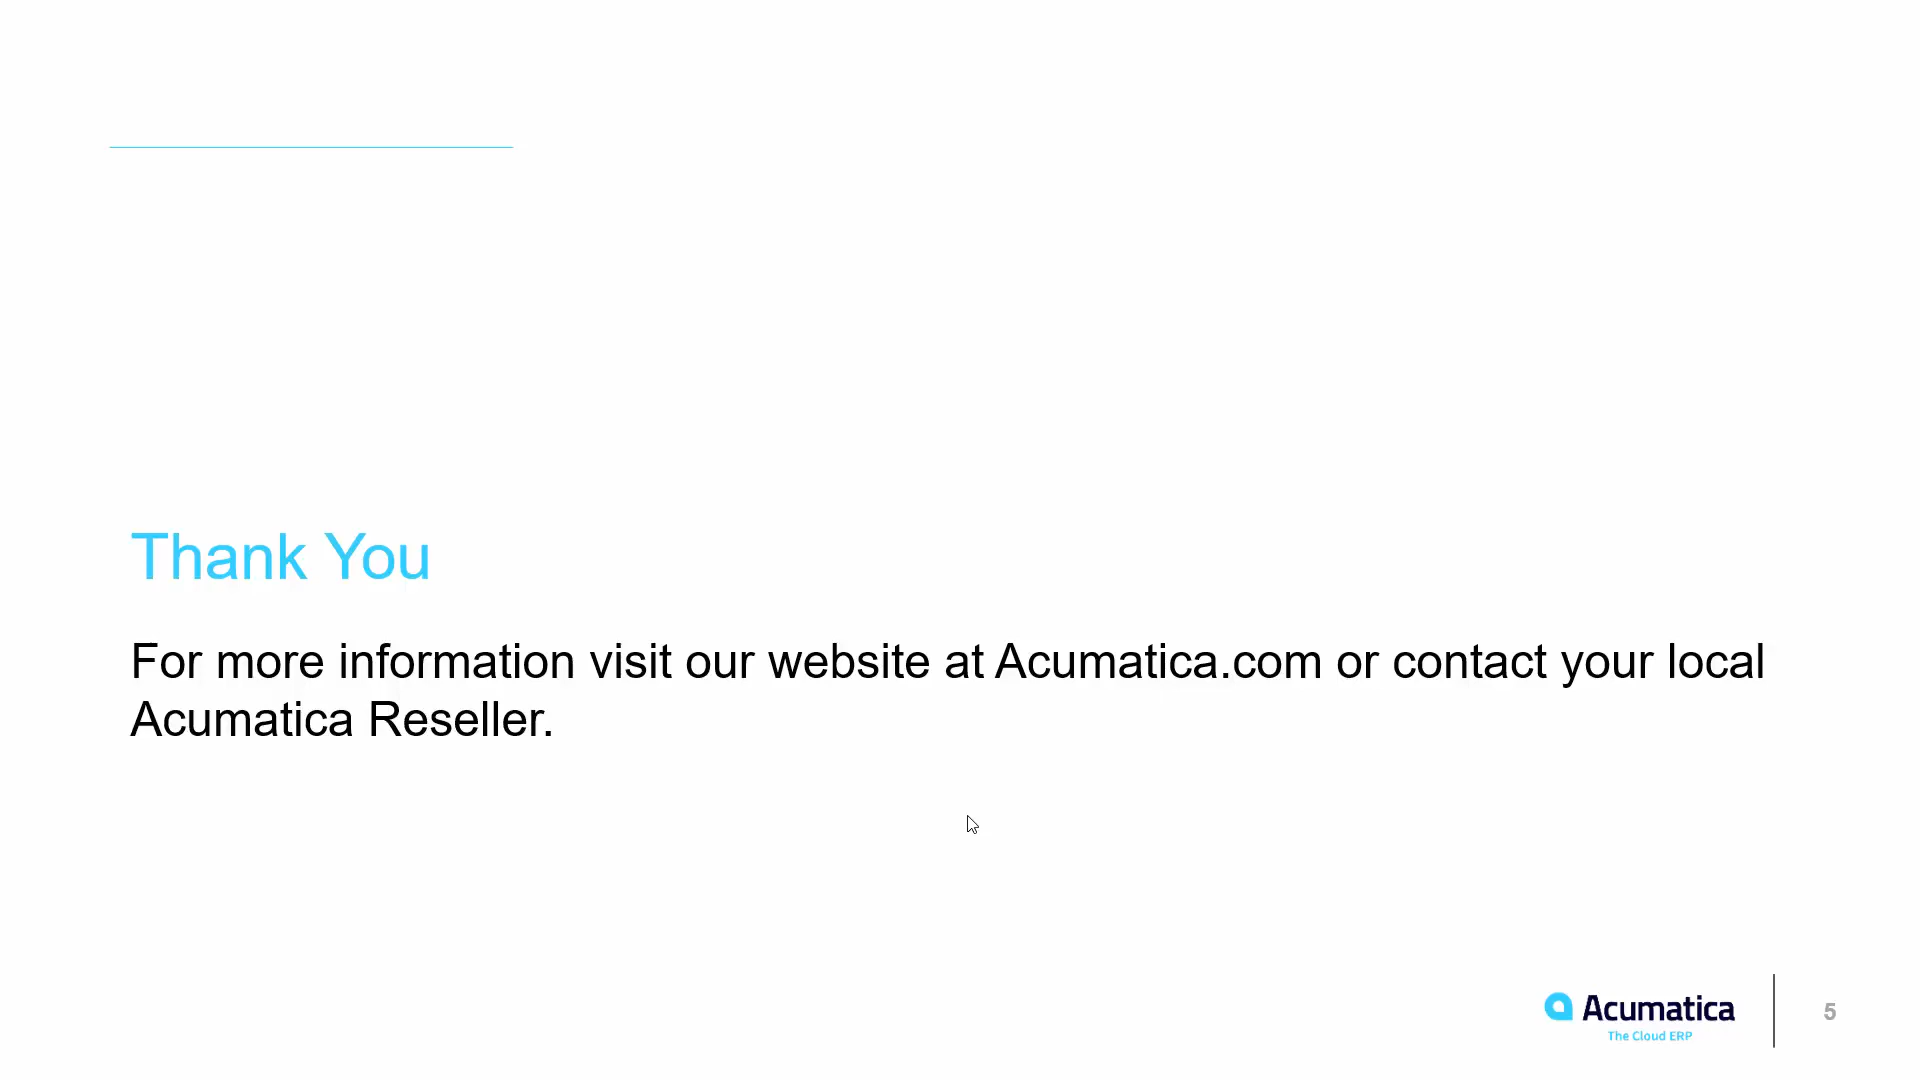 Thank You
For more information visit our website at Acumatica.com or contact your local
Acumatica Reseller.
Acumatica
The Cloud ERP
5